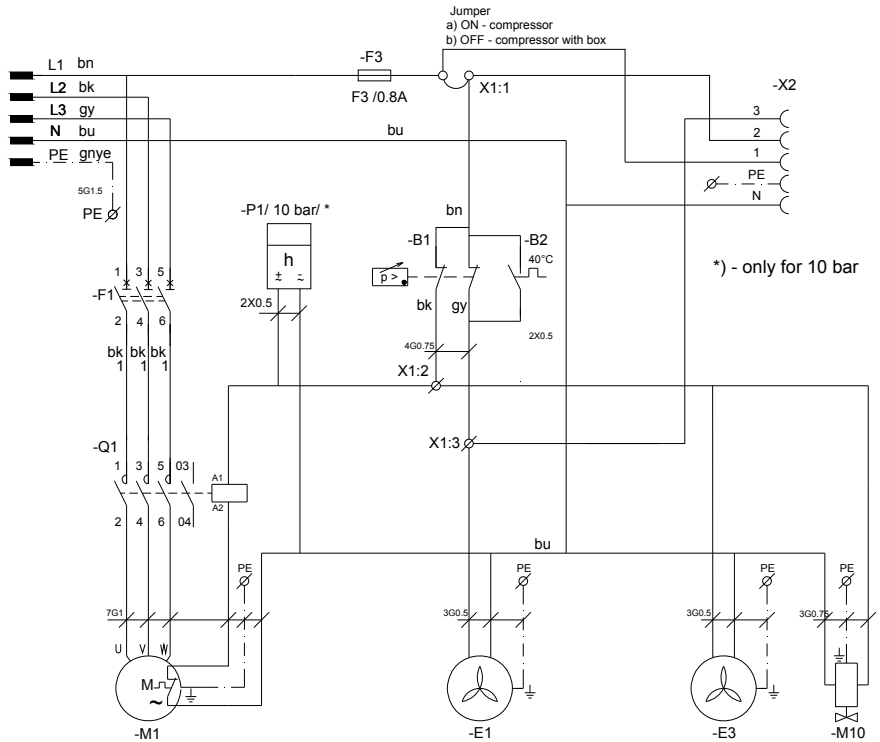 Jumper
a) ON - compressor
b) OFF - compressor with box
-F3
L1 bn
F3 /0.8A
X1:1
-X2
L2 bk
L3 gy
3
N bu
bu
2
PE gnye
1
5G1.5
PE
PE
N
-P1/ 10 bar/ *
bn
-B1
-B2
40°C
h
*) - only for 10 bar
1 3 5
± ~
~ -
p >
-F1
bk gy
2X0.5
2 4 6
2X0.5
4G0.75
bk bk bk
1 1 1
X1:2
X1:3
-Q1
1 3 5 03
A1
A2
2 4 6 04
bu
PE
PE
PE
PE
7G1
3G0.5
3G0.5
3G0.75
U V W
M
~
-M1
-E1
-E3
-M10